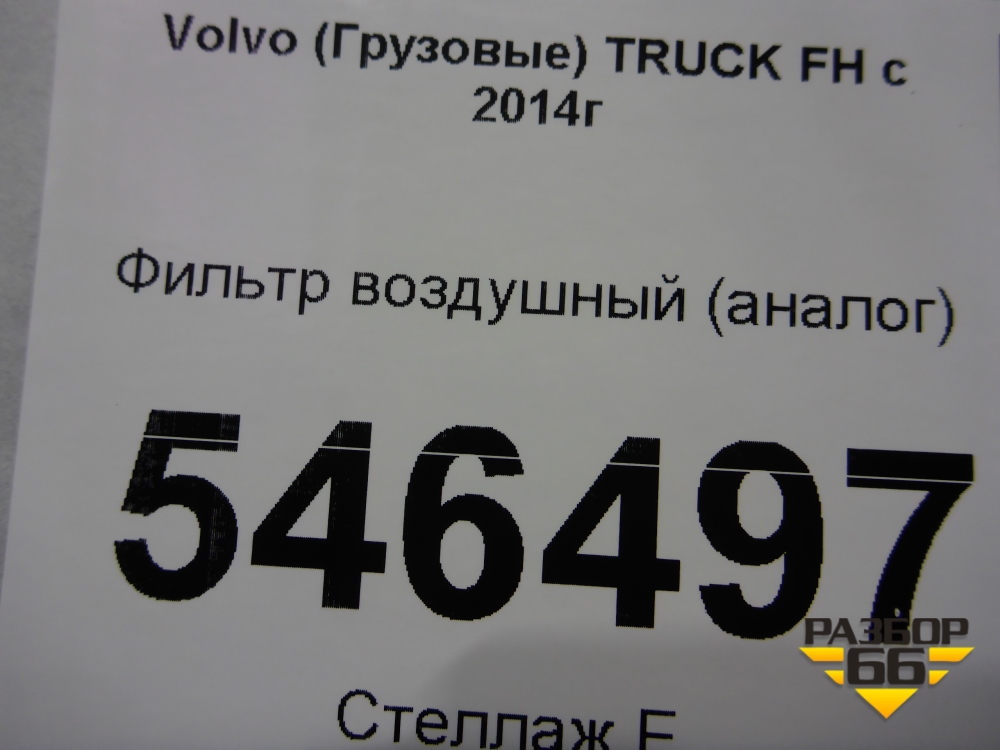 Volvo (Грузовые) TRUCK FH с
2014г
Фильтр воздушный (аналог)
546497
РАЗБОР
66
Стеллаж